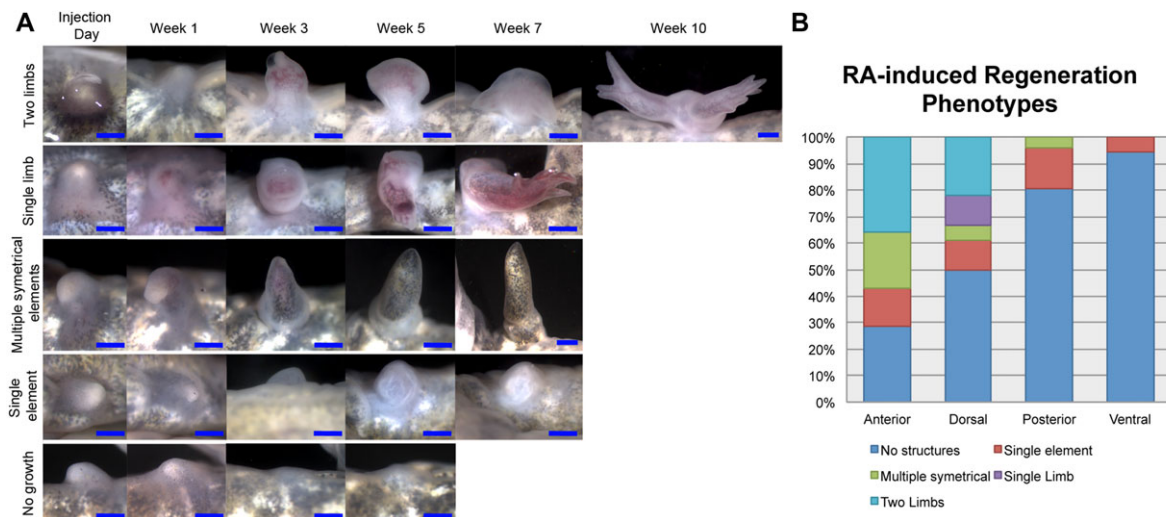 A
Injection
Day
Week 1
Week 3
Week 5
Week 7
Week 10
Two limbs
Single limb
Multiple symetrical
elements
Single
element
No growth
B
RA-induced Regeneration
Phenotypes
100%
90%
80%
70%
60%
50%
40%
30%
20%
10%
0%
Anterior
Dorsal
Posterior
Ventral
No structures
Single element
Multiple symetrical
Single Limb
Two Limbs